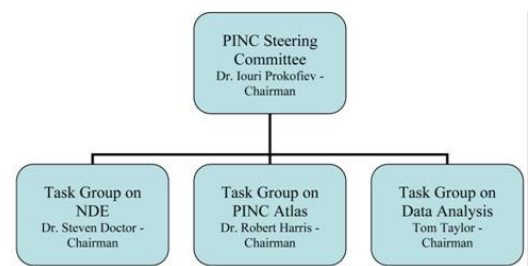 PINC Steering
Committee
Dr. Iouri Prokofiev -
Chairman
Task Group on
NDE
Dr. Steven Doctor -
Chairman
Task Group on
PINC Atlas
Dr. Robert Harris -
Chairman
Task Group on
Data Analysis
Tom Taylor -
Chairman